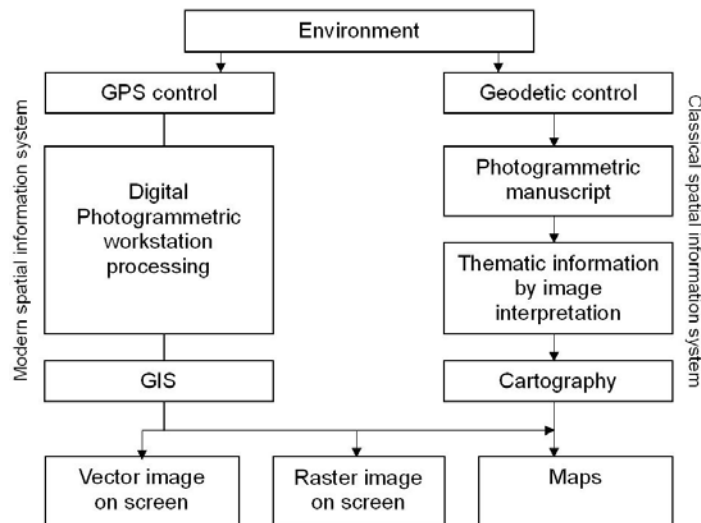 Environment
GPS control
Geodetic control
Modern spatial information system
Classical spatial information system
Digital
Photogrammetric
workstation
processing
Photogrammetric
manuscript
Thematic information
by image
interpretation
GIS
Cartography
Vector image
on screen
Raster image
on screen
Maps